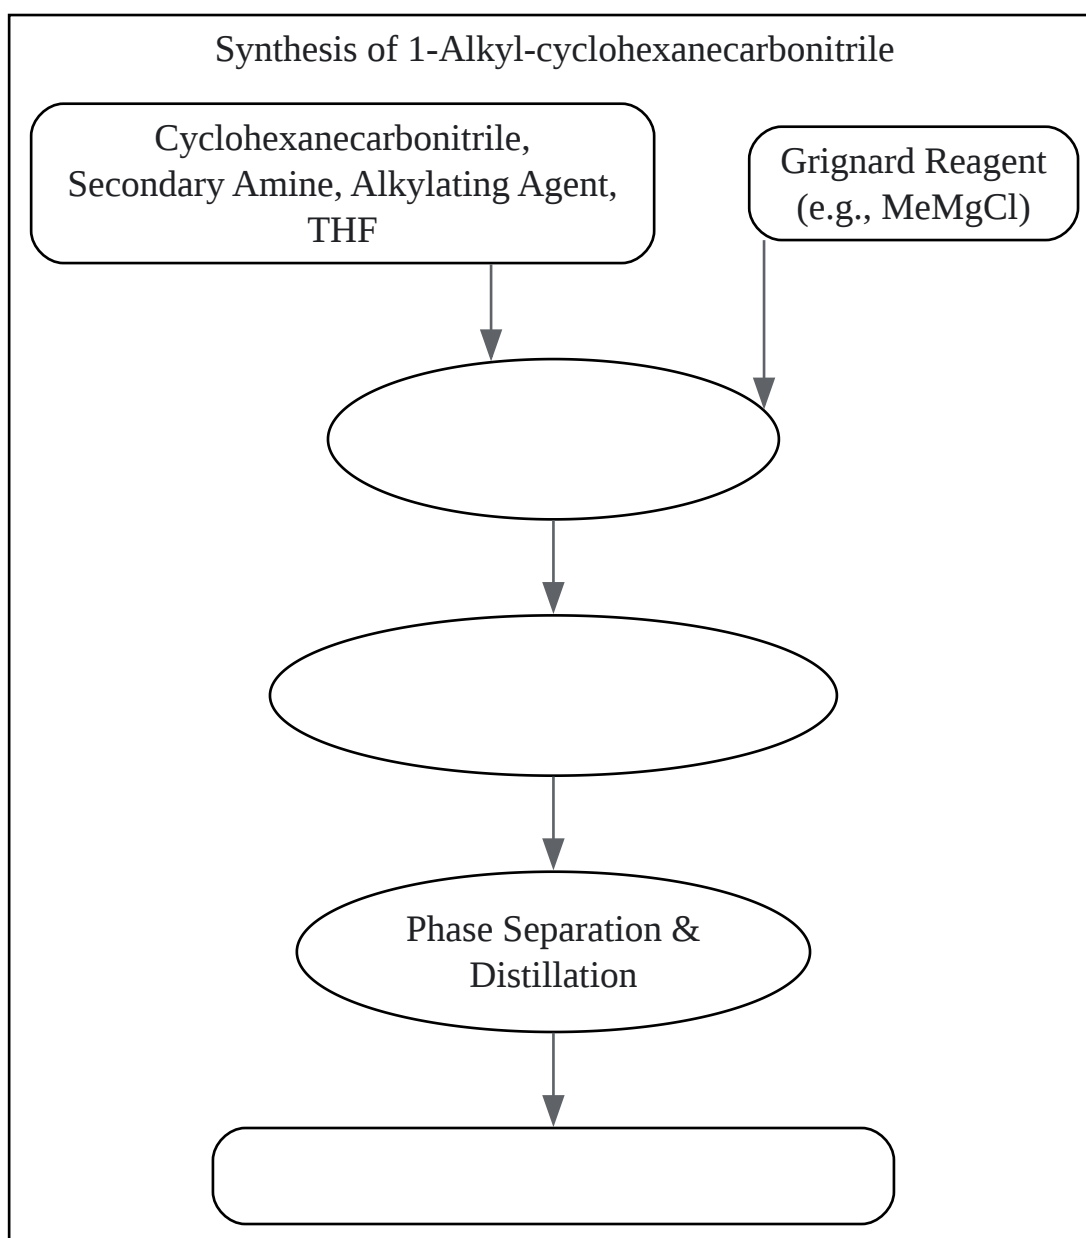 Synthesis of 1-Alkyl-cyclohexanecarbonitrile
Cyclohexanecarbonitrile,
Secondary Amine, Alkylating Agent,
THF
Grignard Reagent
(e.g., MeMgCl)
Phase Separation &
Distillation